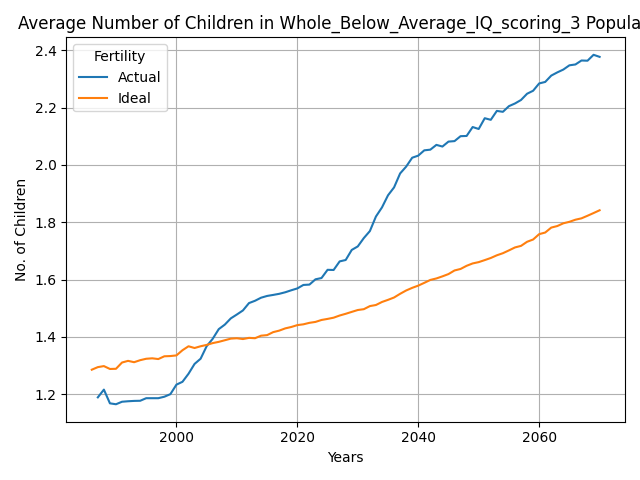 Average Number of Children in Whole_Below_Average_IQ_scoring_3 Popula
Fertility
Actual
Ideal
2.4
2.2
2.0
1.8
1.6
1.4
1.2
No. of Children
2000 2020 2040 2060
Years